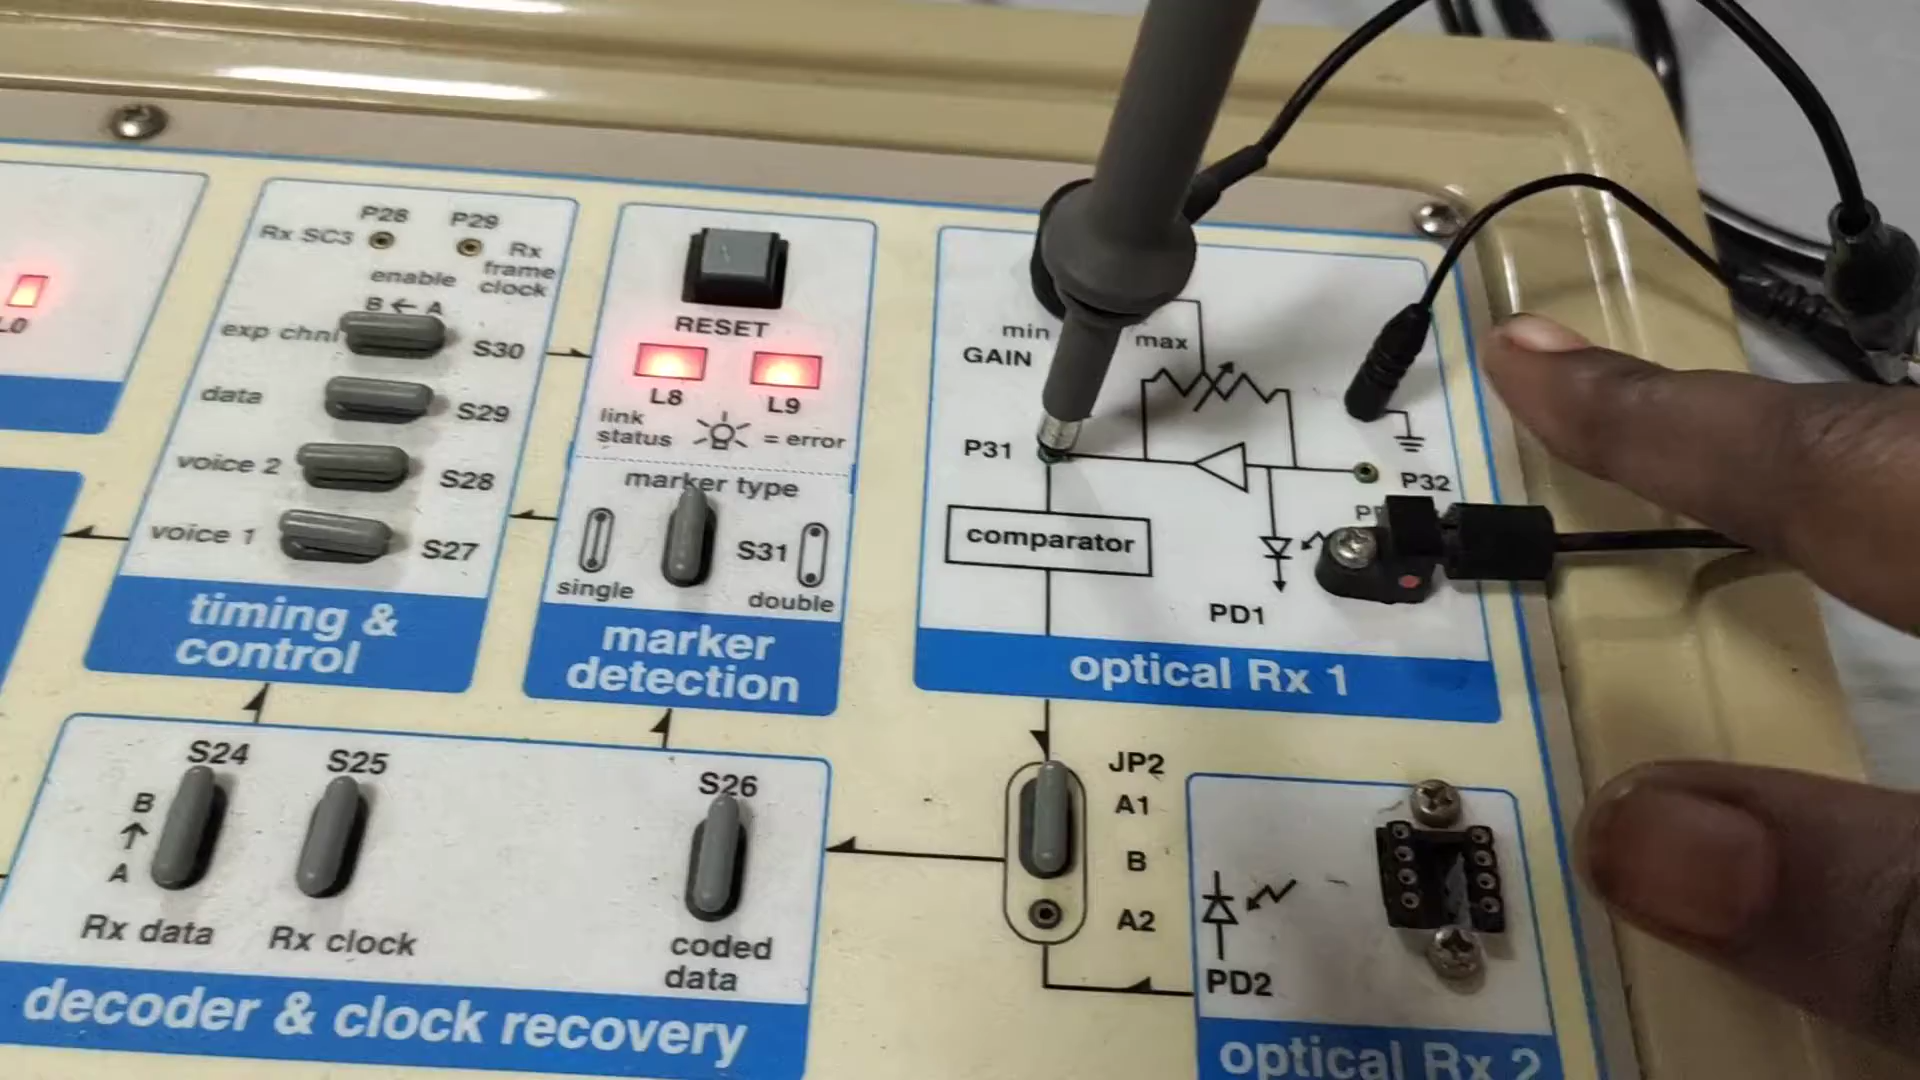 L0
P28
P29
Rx SC3
Rx
frame
clock
enable
B ← A
exp chnl
S30
data
S29
voice 2
S28
voice 1
S27
timing &
control
RESET
L8
L9
link
status
= error
marker type
S31
single
double
marker
detection
min
max
GAIN
P31
P32
comparator
PD1
optical Rx 1
S24
S25
S26
B
A
Rx data
Rx clock
coded
data
decoder & clock recovery
JP2
A1
B
A2
PD2
optical Rx 2